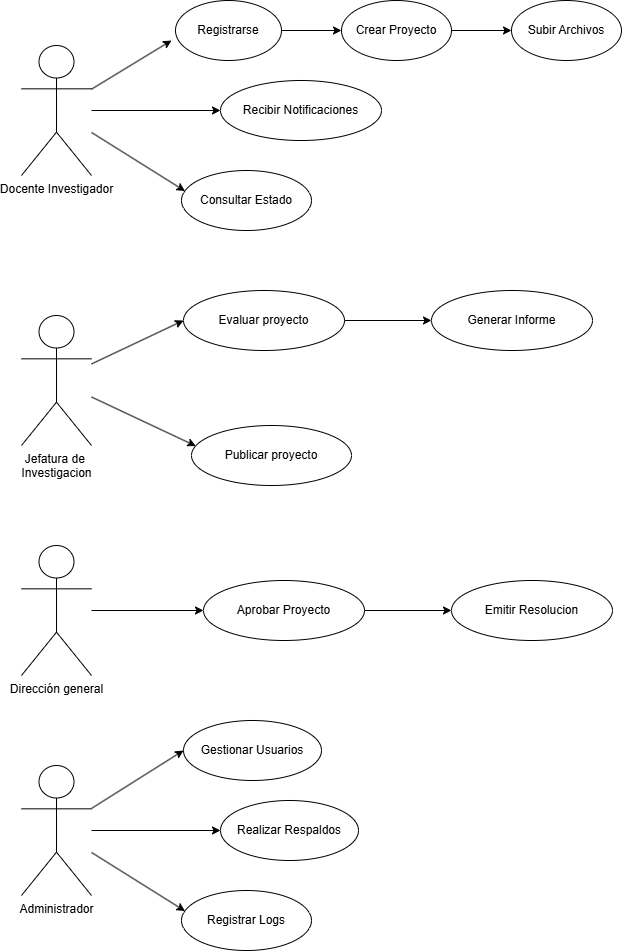 Registrarse
Crear Proyecto
Subir Archivos
Recibir Notificaciones
Docente Investigador
Consultar Estado
Evaluar proyecto
Generar Informe
Jefatura de
Investigacion
Publicar proyecto
Aprobar Proyecto
Emitir Resolucion
Dirección general
Gestionar Usuarios
Realizar Respaldos
Administrador
Registrar Logs